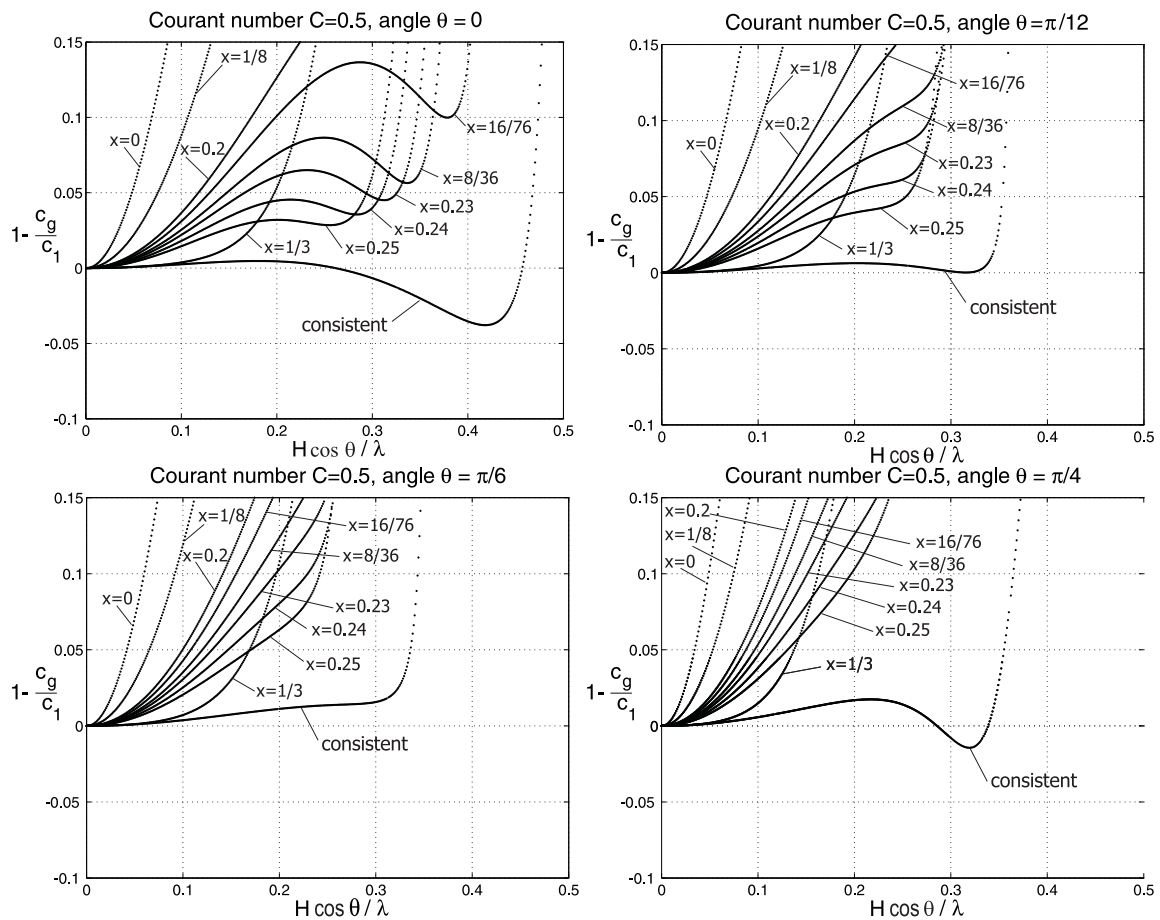 Courant number C=0.5, angle θ = 0
0.15
0.1
0.05
0
-0.05
-0.1
1- c_g/c_1
x=0
x=1/8
x=0.2
x=16/76
x=8/36
x=0.23
x=0.24
x=0.25
x=1/3
consistent
0 0.1 0.2 0.3 0.4 0.5
H cos θ / λ
Courant number C=0.5, angle θ = π/12
0.15
0.1
0.05
0
-0.05
-0.1
1- c_g/c_1
x=0
x=1/8
x=0.2
x=16/76
x=8/36
x=0.23
x=0.24
x=0.25
x=1/3
consistent
0 0.1 0.2 0.3 0.4 0.5
H cos θ / λ
Courant number C=0.5, angle θ = π/6
0.15
0.1
0.05
0
-0.05
-0.1
1- c_g/c_1
x=0
x=1/8
x=0.2
x=16/76
x=8/36
x=0.23
x=0.24
x=0.25
x=1/3
consistent
0 0.1 0.2 0.3 0.4 0.5
H cos θ / λ
Courant number C=0.5, angle θ = π/4
0.15
0.1
0.05
0
-0.05
-0.1
1- c_g/c_1
x=0.2
x=1/8
x=0
x=16/76
x=8/36
x=0.23
x=0.24
x=0.25
x=1/3
consistent
0 0.1 0.2 0.3 0.4 0.5
H cos θ / λ